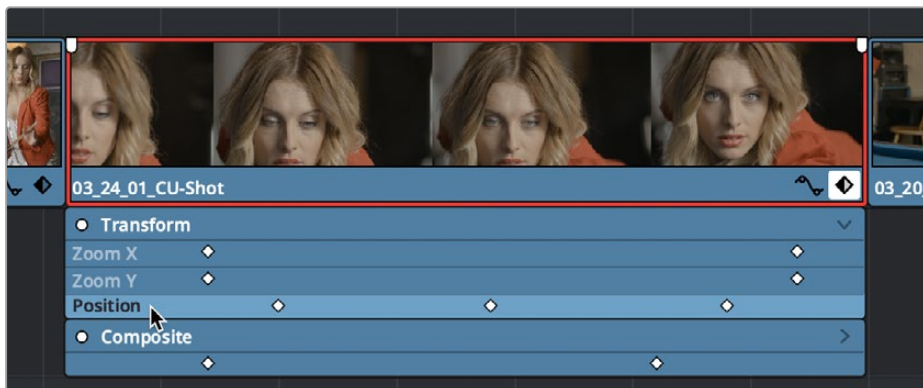 03_24_01_CU-Shot
03_20
Transform
Zoom X
Zoom Y
Position
Composite